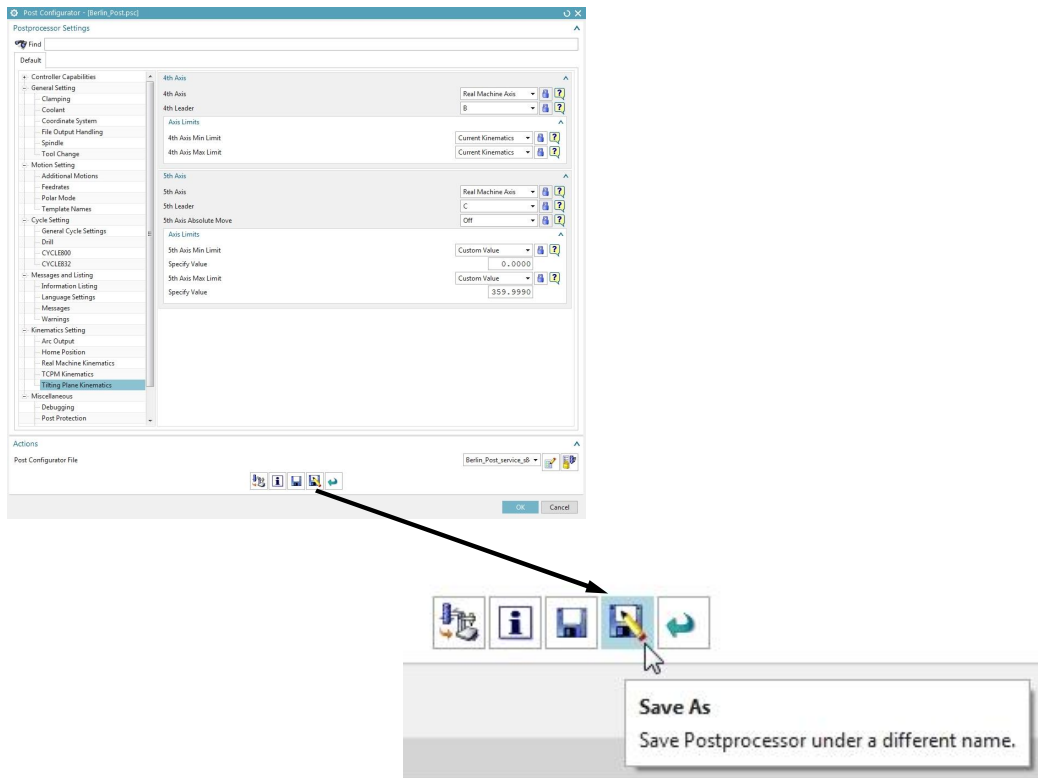 Post Configurator - [Berlin_Post.psc]
Postprocessor Settings
Find
Default
Controller Capabilities
General Setting
Clamping
Coolant
Coordinate System
File Output Handling
Spindle
Tool Change
Motion Setting
Additional Motions
Feedrates
Polar Mode
Template Names
Cycle Setting
General Cycle Settings
Drill
CYCLE800
CYCLE832
Messages and Listing
Information Listing
Language Settings
Messages
Warnings
Kinematics Setting
Arc Output
Home Position
Real Machine Kinematics
TCPM Kinematics
Tilting Plane Kinematics
Miscellaneous
Debugging
Post Protection
4th Axis
4th Axis Real Machine Axis
4th Leader B
Axis Limits
4th Axis Min Limit Current Kinematics
4th Axis Max Limit Current Kinematics
5th Axis
5th Axis Real Machine Axis
5th Leader C
5th Axis Absolute Move Off
Axis Limits
5th Axis Min Limit Custom Value
Specify Value 0.0000
5th Axis Max Limit Custom Value
Specify Value 359.9990
Actions
Post Configurator File Berlin_Post_service_s8
OK Cancel
Save As
Save Postprocessor under a different name.